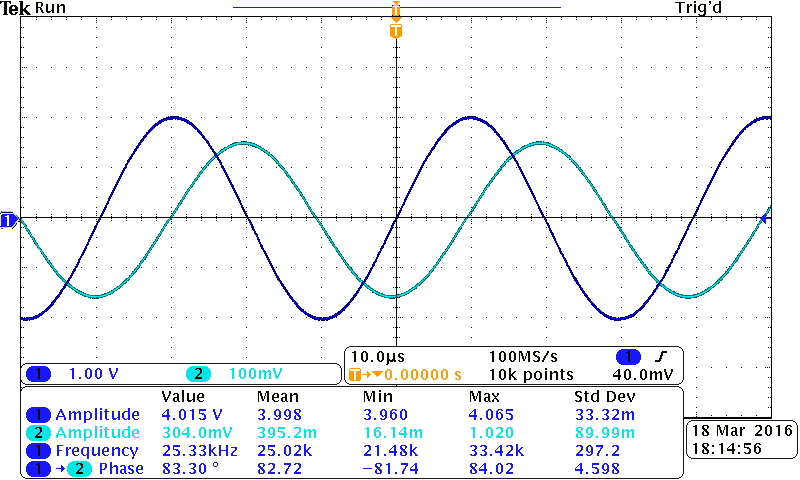 Tek Run Trig'd
T
T
1
10.0µs 100MS/s 1
1 1.00 V 2 100mV T 0.00000 s 10k points 40.0mV
Value Mean Min Max Std Dev
1 Amplitude 4.015 V 3.998 3.960 4.065 33.32m
2 Amplitude 304.0mV 395.2m 16.14m 1.020 89.99m
1 Frequency 25.33kHz 25.02k 21.48k 33.42k 297.2
1 → 2 Phase 83.30 ° 82.72 −81.74 84.02 4.598
18 Mar 2016
18:14:56